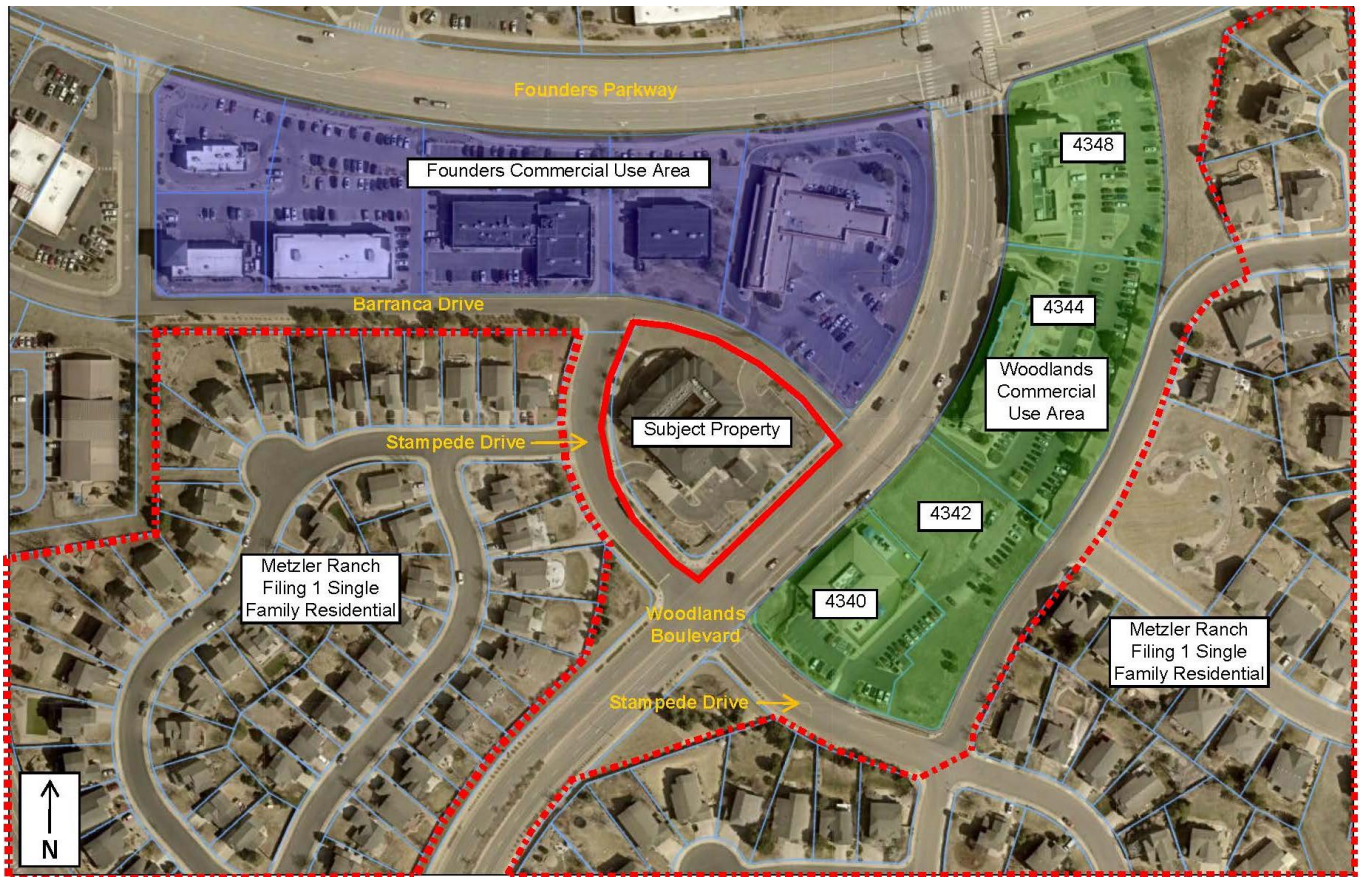 Founders Parkway
4348
Founders Commercial Use Area
Barranca Drive
4344
Woodlands
Commercial
Use Area
Subject Property
Stampede Drive
4342
Metzler Ranch
Filing 1 Single
Family Residential
4340
Woodlands
Boulevard
Metzler Ranch
Filing 1 Single
Family Residential
Stampede Drive
N